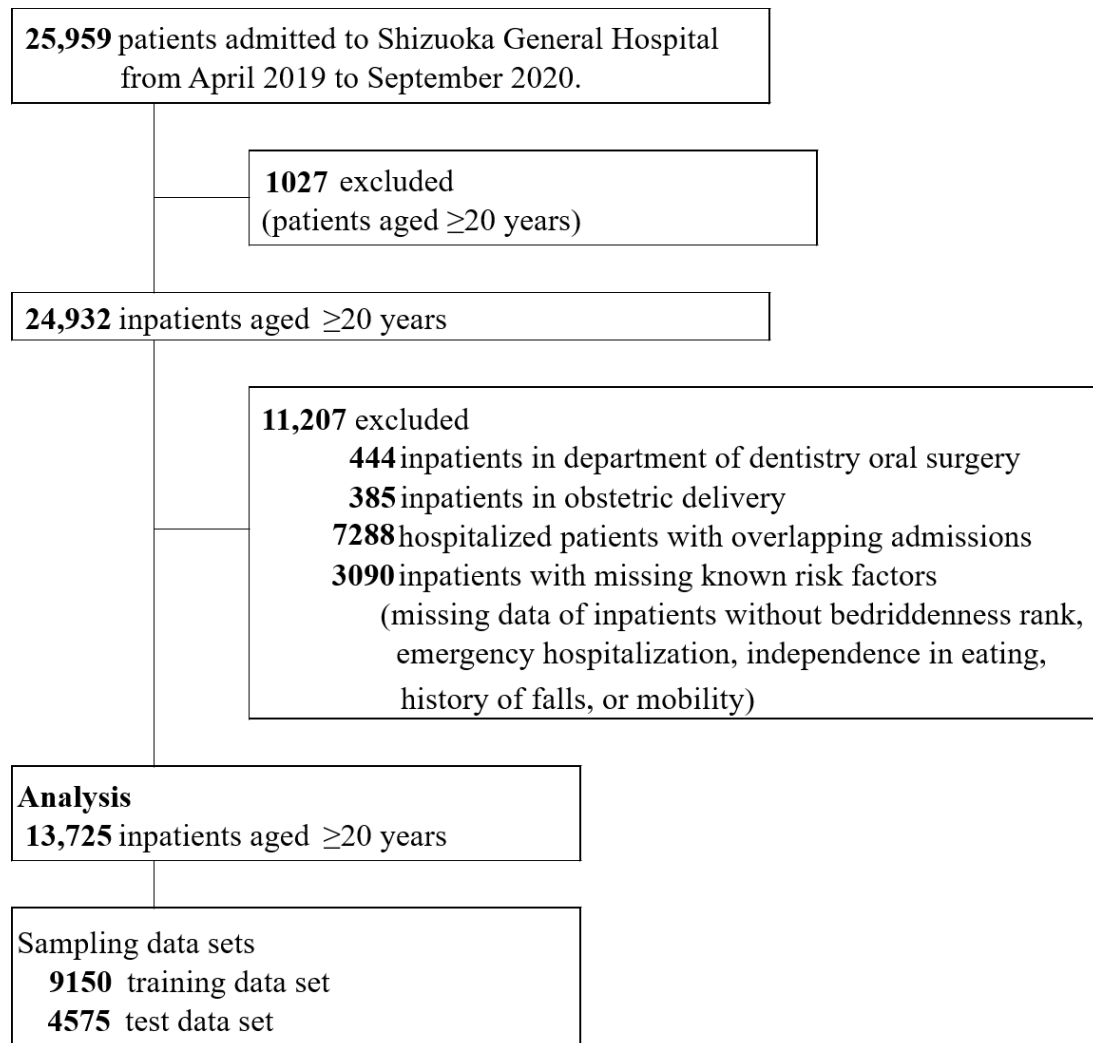 25,959 patients admitted to Shizuoka General Hospital
from April 2019 to September 2020.
1027 excluded
(patients aged ≥20 years)
24,932 inpatients aged ≥20 years
11,207 excluded
444 inpatients in department of dentistry oral surgery
385 inpatients in obstetric delivery
7288 hospitalized patients with overlapping admissions
3090 inpatients with missing known risk factors
(missing data of inpatients without bedriddenness rank,
emergency hospitalization, independence in eating,
history of falls, or mobility)
Analysis
13,725 inpatients aged ≥20 years
Sampling data sets
9150 training data set
4575 test data set